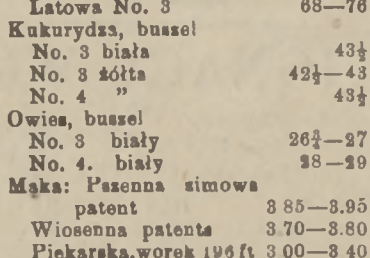 Latowa No. 3 68—76
Kukurydza, buszel
No. 3 biała 43½
No. 3 żółta 42½—43
No. 4 ” 43½
Owies, buszel
No. 3 biały 26¾—27
No. 4. biały 28—29
Mąka: Pszenna zimowa
patent 3 85—3.95
Wiosenna patenta 3.70—3.80
Piekarska, worek 196 ft 3 00—3 40